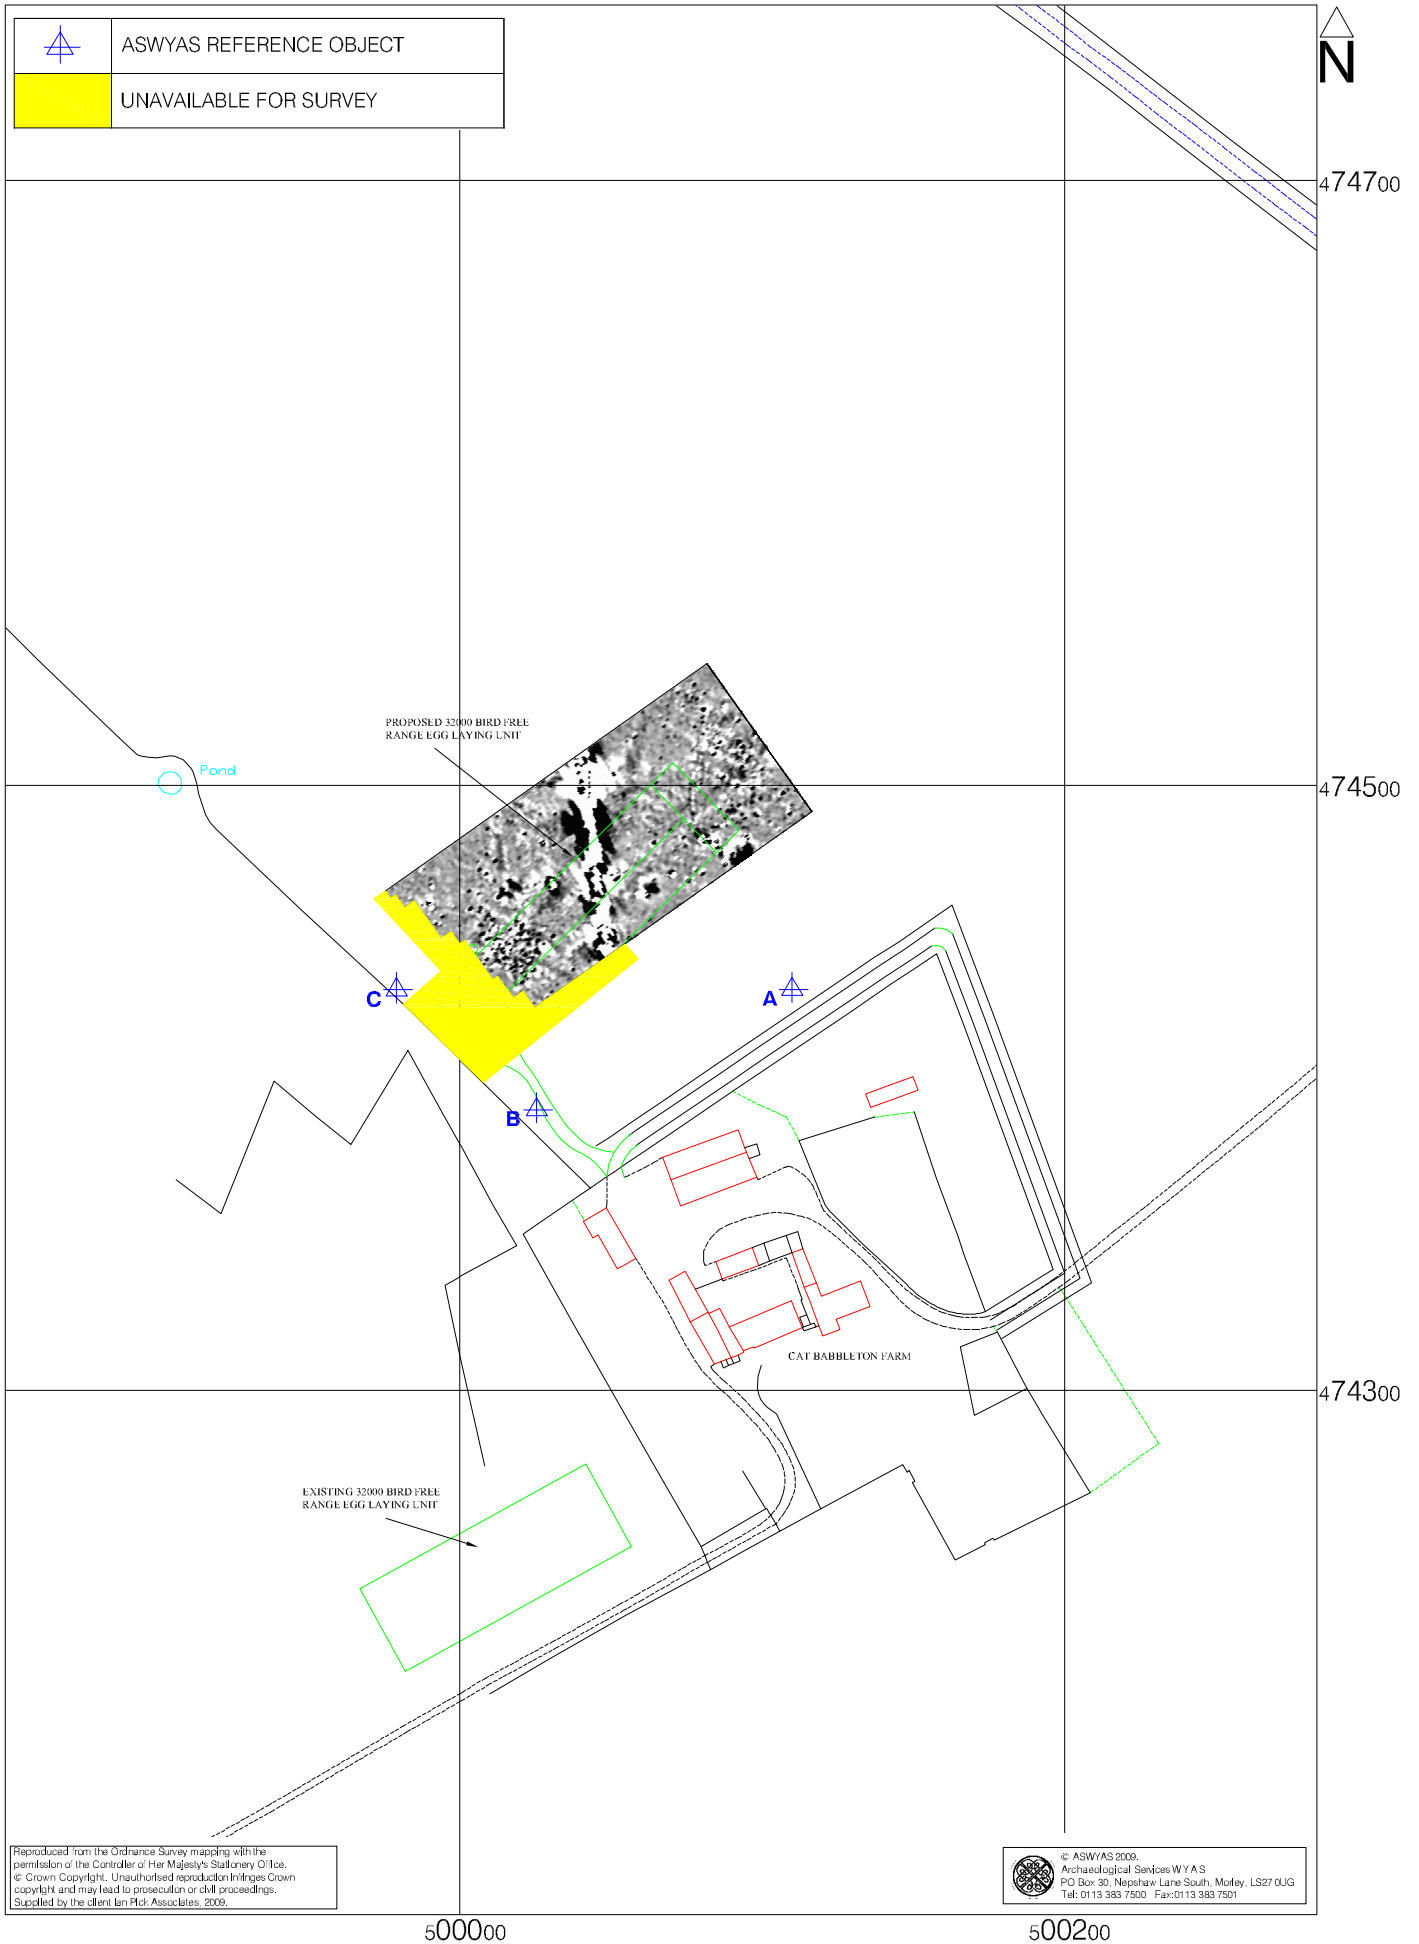 ASWYAS REFERENCE OBJECT
UNAVAILABLE FOR SURVEY
N
474700
PROPOSED 32000 BIRD FREE
RANGE EGG LAYING UNIT
Pond
474500
C
A
B
CAT BABBLETON FARM
474300
EXISTING 32000 BIRD FREE
RANGE EGG LAYING UNIT
Reproduced from the Ordnance Survey mapping with the
permission of the Controller of Her Majesty's Stationery Office.
© Crown Copyright. Unauthorised reproduction infringes Crown
copyright and may lead to prosecution or civil proceedings.
Supplied by the client Ian Pick Associates, 2009.
© ASWYAS 2009.
Archaeological Services W Y A S
PO Box 30, Nepshaw Lane South, Morley, LS27 0UG
Tel: 0113 383 7500 Fax:0113 383 7501
500000
500200